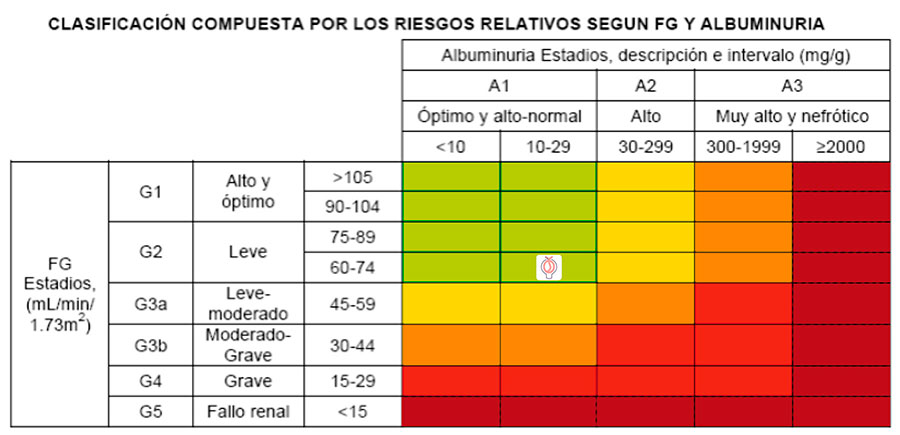 CLASIFICACIÓN COMPUESTA POR LOS RIESGOS RELATIVOS SEGUN FG Y ALBUMINURIA
Albuminuria Estadios, descripción e intervalo (mg/g)
A1 A2 A3
Óptimo y alto-normal Alto Muy alto y nefrótico
<10 10-29 30-299 300-1999 ≥2000
FG
Estadios,
(mL/min/
1.73m²)
G1 Alto y
óptimo
>105
90-104
G2 Leve
75-89
60-74
G3a Leve-
moderado
45-59
G3b Moderado-
Grave
30-44
G4 Grave 15-29
G5 Fallo renal <15